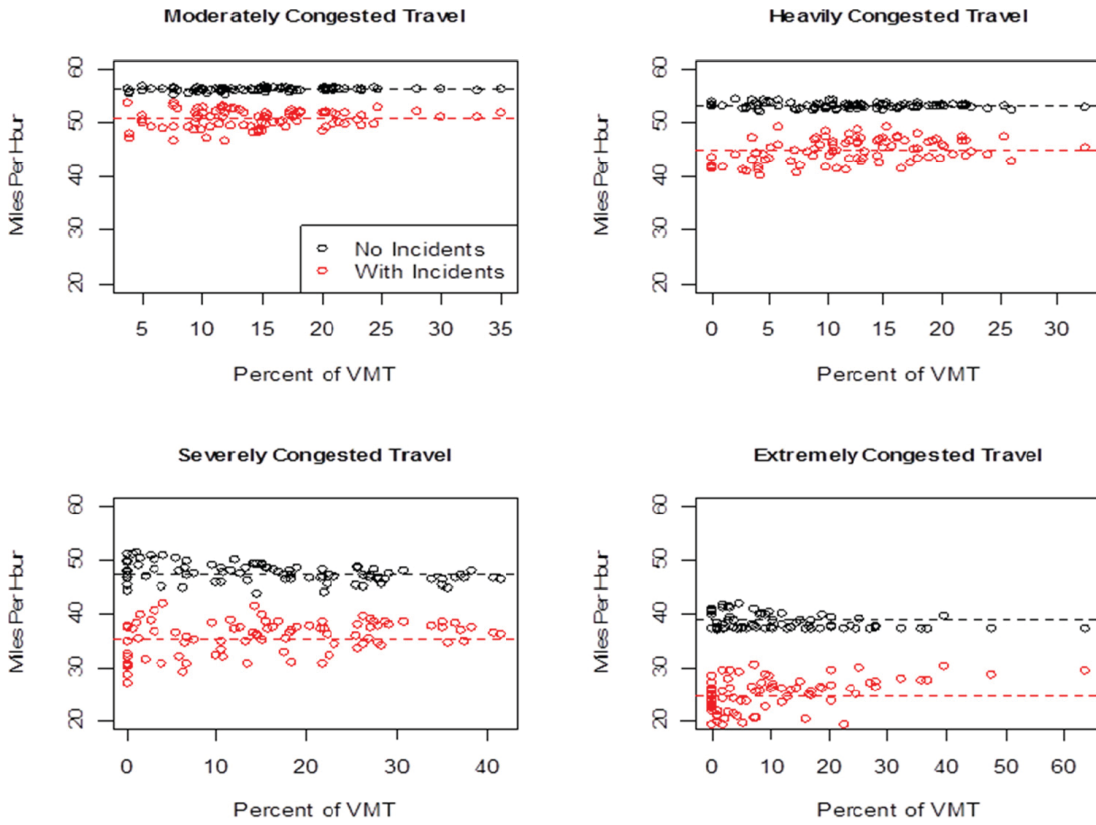 Moderately Congested Travel
Miles Per Hour
60
50
40
30
20
No Incidents
With Incidents
5 10 15 20 25 30 35
Percent of VMT
Heavily Congested Travel
Miles Per Hour
60
50
40
30
20
0 5 10 15 20 25 30
Percent of VMT
Severely Congested Travel
Miles Per Hour
60
50
40
30
20
0 10 20 30 40
Percent of VMT
Extremely Congested Travel
Miles Per Hour
60
50
40
30
20
0 10 20 30 40 50 60
Percent of VMT